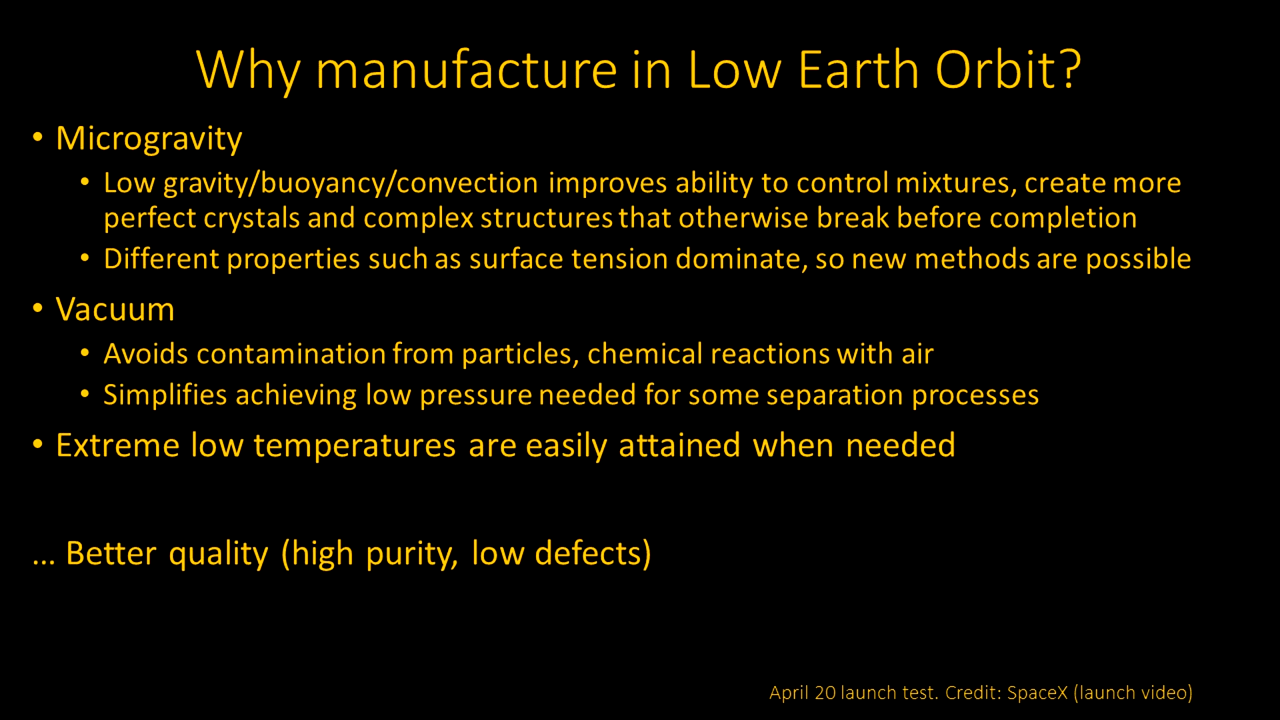 Why manufacture in Low Earth Orbit?
• Microgravity
• Low gravity/buoyancy/convection improves ability to control mixtures, create more
perfect crystals and complex structures that otherwise break before completion
• Different properties such as surface tension dominate, so new methods are possible
• Vacuum
• Avoids contamination from particles, chemical reactions with air
• Simplifies achieving low pressure needed for some separation processes
• Extreme low temperatures are easily attained when needed
… Better quality (high purity, low defects)
April 20 launch test. Credit: SpaceX (launch video)